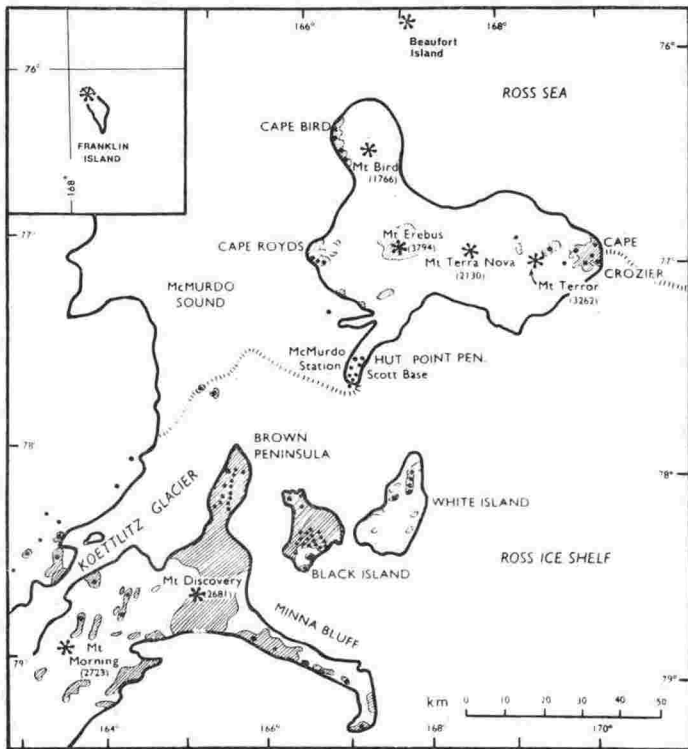 166°
168°
Beaufort
Island
76°
76°
FRANKLIN
ISLAND
168°
ROSS SEA
CAPE BIRD
Mt Bird
(1766)
77°
CAPE ROYDS
Mt Erebus
(3794)
Mt Terra Nova
(2130)
CAPE
CROZIER
77°
Mt Terror
(3262)
McMURDO
SOUND
McMURDO
Station
HUT POINT PEN.
Scott Base
78°
78°
BROWN
PENINSULA
KOETTLITZ GLACIER
WHITE ISLAND
BLACK ISLAND
ROSS ICE SHELF
Mt Discovery
(2681)
MINNA BLUFF
Mt
Morning
(2723)
79°
79°
km
0 10 20 30 40 50
164°
166°
168°
170°